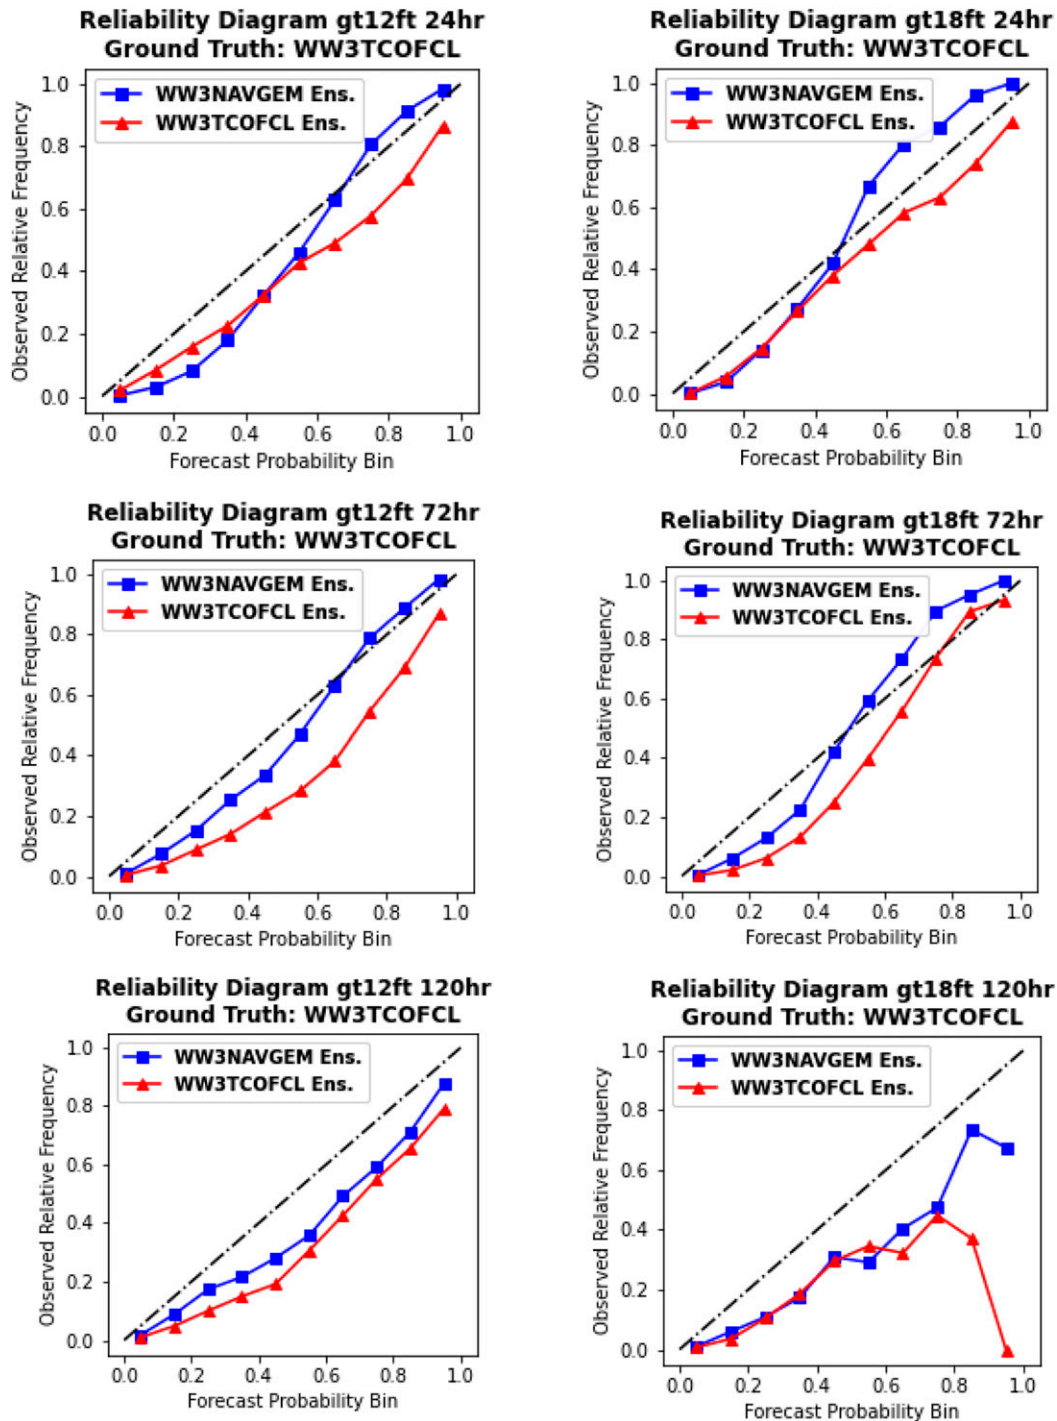 Reliability Diagram gt12ft 24hr
Ground Truth: WW3TCOFCL
WW3NAVGEM Ens.
WW3TCOFCL Ens.
Observed Relative Frequency
1.0
0.8
0.6
0.4
0.2
0.0
0.0 0.2 0.4 0.6 0.8 1.0
Forecast Probability Bin
Reliability Diagram gt18ft 24hr
Ground Truth: WW3TCOFCL
WW3NAVGEM Ens.
WW3TCOFCL Ens.
Observed Relative Frequency
1.0
0.8
0.6
0.4
0.2
0.0
0.0 0.2 0.4 0.6 0.8 1.0
Forecast Probability Bin
Reliability Diagram gt12ft 72hr
Ground Truth: WW3TCOFCL
WW3NAVGEM Ens.
WW3TCOFCL Ens.
Observed Relative Frequency
1.0
0.8
0.6
0.4
0.2
0.0
0.0 0.2 0.4 0.6 0.8 1.0
Forecast Probability Bin
Reliability Diagram gt18ft 72hr
Ground Truth: WW3TCOFCL
WW3NAVGEM Ens.
WW3TCOFCL Ens.
Observed Relative Frequency
1.0
0.8
0.6
0.4
0.2
0.0
0.0 0.2 0.4 0.6 0.8 1.0
Forecast Probability Bin
Reliability Diagram gt12ft 120hr
Ground Truth: WW3TCOFCL
WW3NAVGEM Ens.
WW3TCOFCL Ens.
Observed Relative Frequency
1.0
0.8
0.6
0.4
0.2
0.0
0.0 0.2 0.4 0.6 0.8 1.0
Forecast Probability Bin
Reliability Diagram gt18ft 120hr
Ground Truth: WW3TCOFCL
WW3NAVGEM Ens.
WW3TCOFCL Ens.
Observed Relative Frequency
1.0
0.8
0.6
0.4
0.2
0.0
0.0 0.2 0.4 0.6 0.8 1.0
Forecast Probability Bin